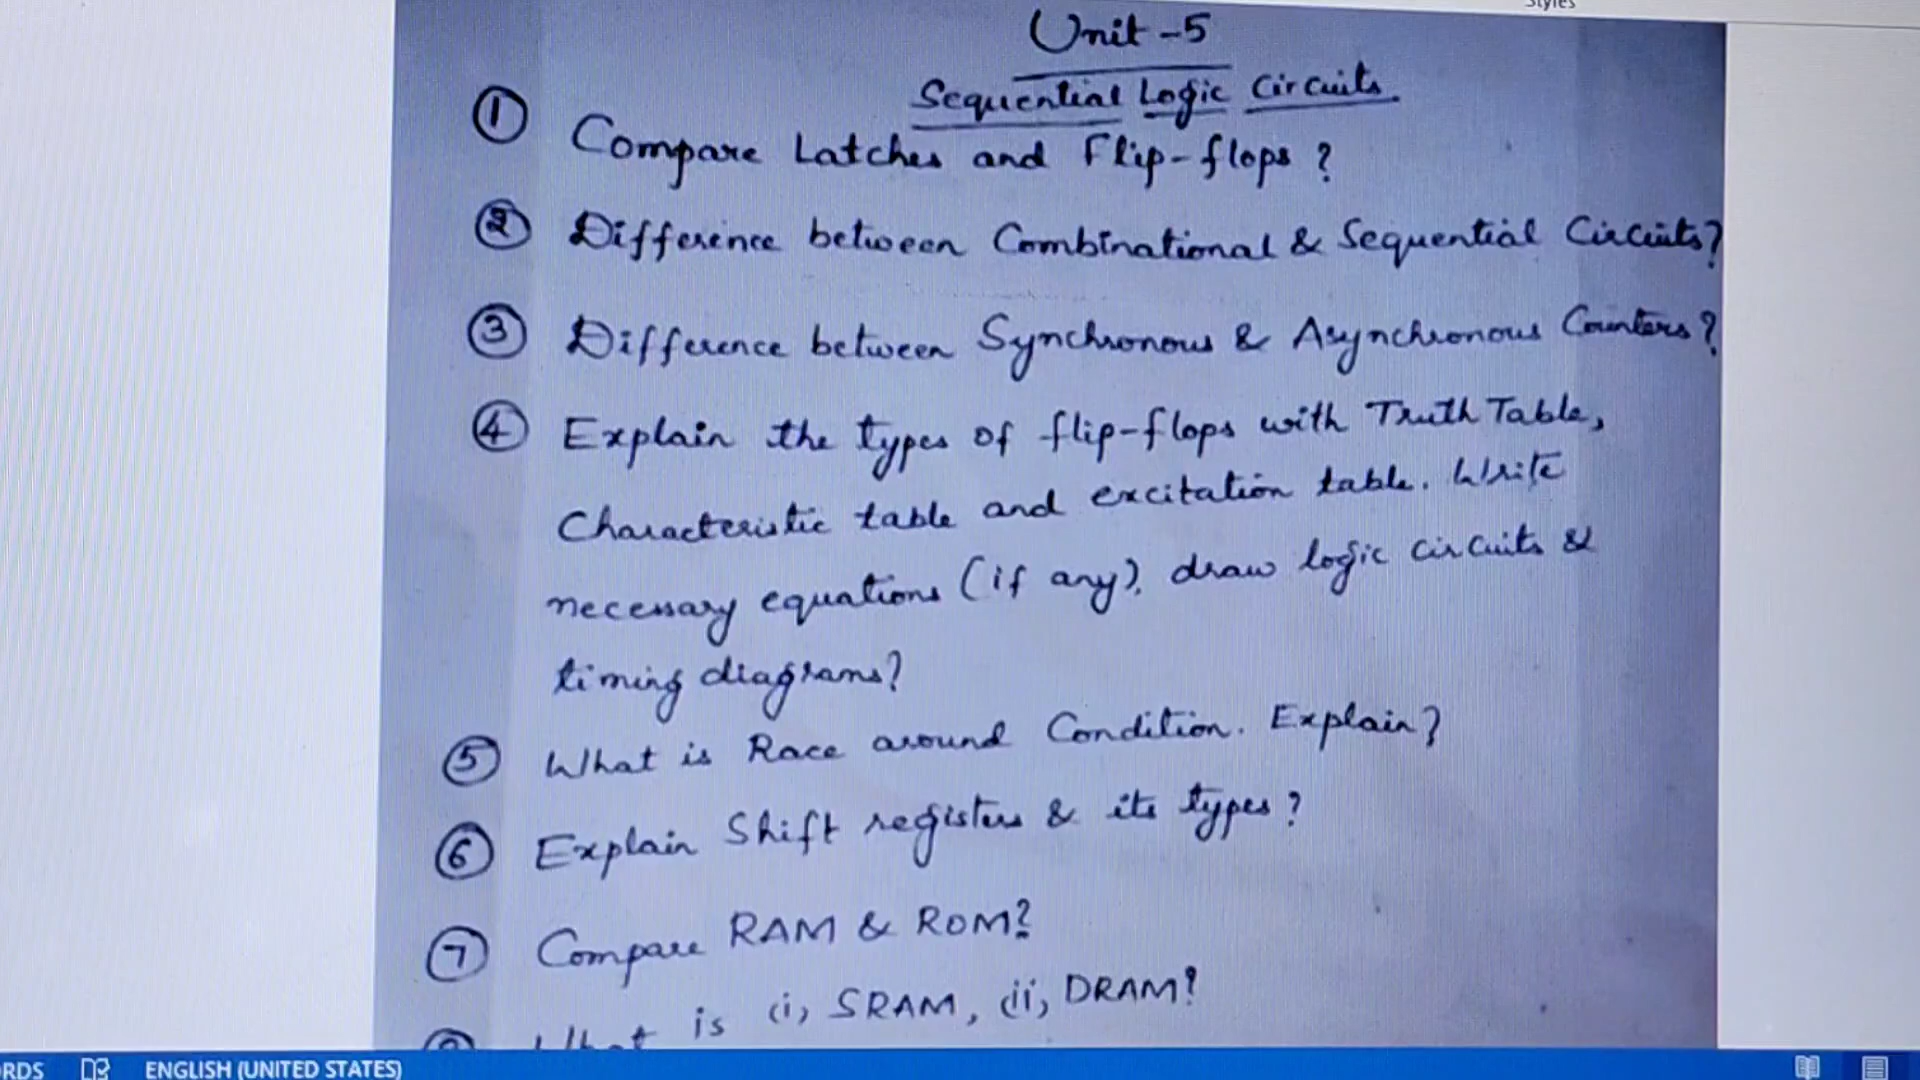 Styles
Unit-5
Sequential Logic Circuits.
① Compare Latches and Flip-flops?
② Difference between Combinational & Sequential Circuits?
③ Difference between Synchronous & Asynchronous Counters?
④ Explain the types of flip-flops with Truth Table,
Characteristic table and excitation table. Write
necessary equations (if any), draw logic circuits &
timing diagrams?
⑤ What is Race around Condition. Explain?
⑥ Explain Shift registers & its types?
⑦ Compare RAM & ROM?
What is (i), SRAM, (ii), DRAM?
RDS ENGLISH (UNITED STATES)